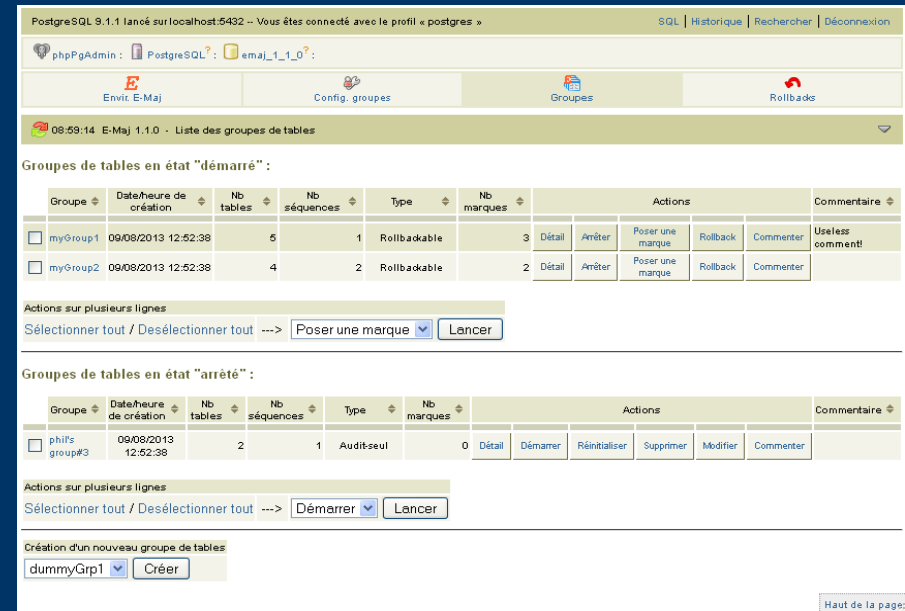 PostgreSQL 9.1.1 lancé sur localhost:5432 -- Vous êtes connecté avec le profil « postgres » SQL | Historique | Rechercher | Déconnexion
phpPgAdmin : PostgreSQL? : emaj_1_1_0? :
Envir. E-Maj Config. groupes Groupes Rollbacks
08:59:14 E-Maj 1.1.0 - Liste des groupes de tables
Groupes de tables en état "démarré" :
Groupe Date/heure de création Nb tables Nb séquences Type Nb marques Actions Commentaire
myGroup1 09/08/2013 12:52:38 5 1 Rollbackable 3 Détail Arrêter Poser une marque Rollback Commenter Useless comment!
myGroup2 09/08/2013 12:52:38 4 2 Rollbackable 2 Détail Arrêter Poser une marque Rollback Commenter
Actions sur plusieurs lignes
Sélectionner tout / Desélectionner tout ---> Poser une marque Lancer
Groupes de tables en état "arrêté" :
Groupe Date/heure de création Nb tables Nb séquences Type Nb marques Actions Commentaire
phil's group#3 09/08/2013 12:52:38 2 1 Audit-seul 0 Détail Démarrer Réinitialiser Supprimer Modifier Commenter
Actions sur plusieurs lignes
Sélectionner tout / Desélectionner tout ---> Démarrer Lancer
Création d'un nouveau groupe de tables
dummyGrp1 Créer
Haut de la page: